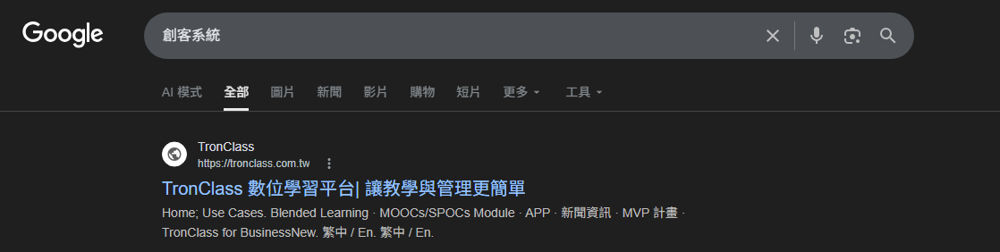 Google
創客系統
AI 模式 全部 圖片 新聞 影片 購物 短片 更多 工具
TronClass
https://tronclass.com.tw
TronClass 數位學習平台| 讓教學與管理更簡單
Home; Use Cases. Blended Learning · MOOCs/SPOCs Module · APP · 新聞資訊 · MVP 計畫 ·
TronClass for BusinessNew. 繁中 / En. 繁中 / En.